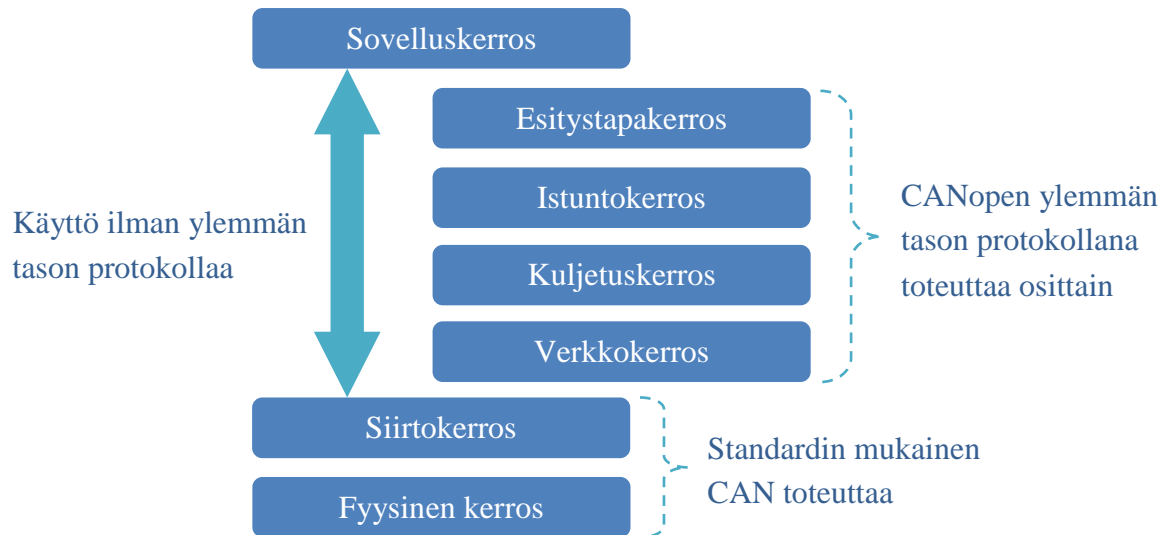 Sovelluskerros
Esitystapakerros
Istuntokerros
Kuljetuskerros
Verkkokerros
Siirtokerros
Fyysinen kerros
Käyttö ilman ylemmän
tason protokollaa
CANopen ylemmän
tason protokollana
toteuttaa osittain
Standardin mukainen
CAN toteuttaa